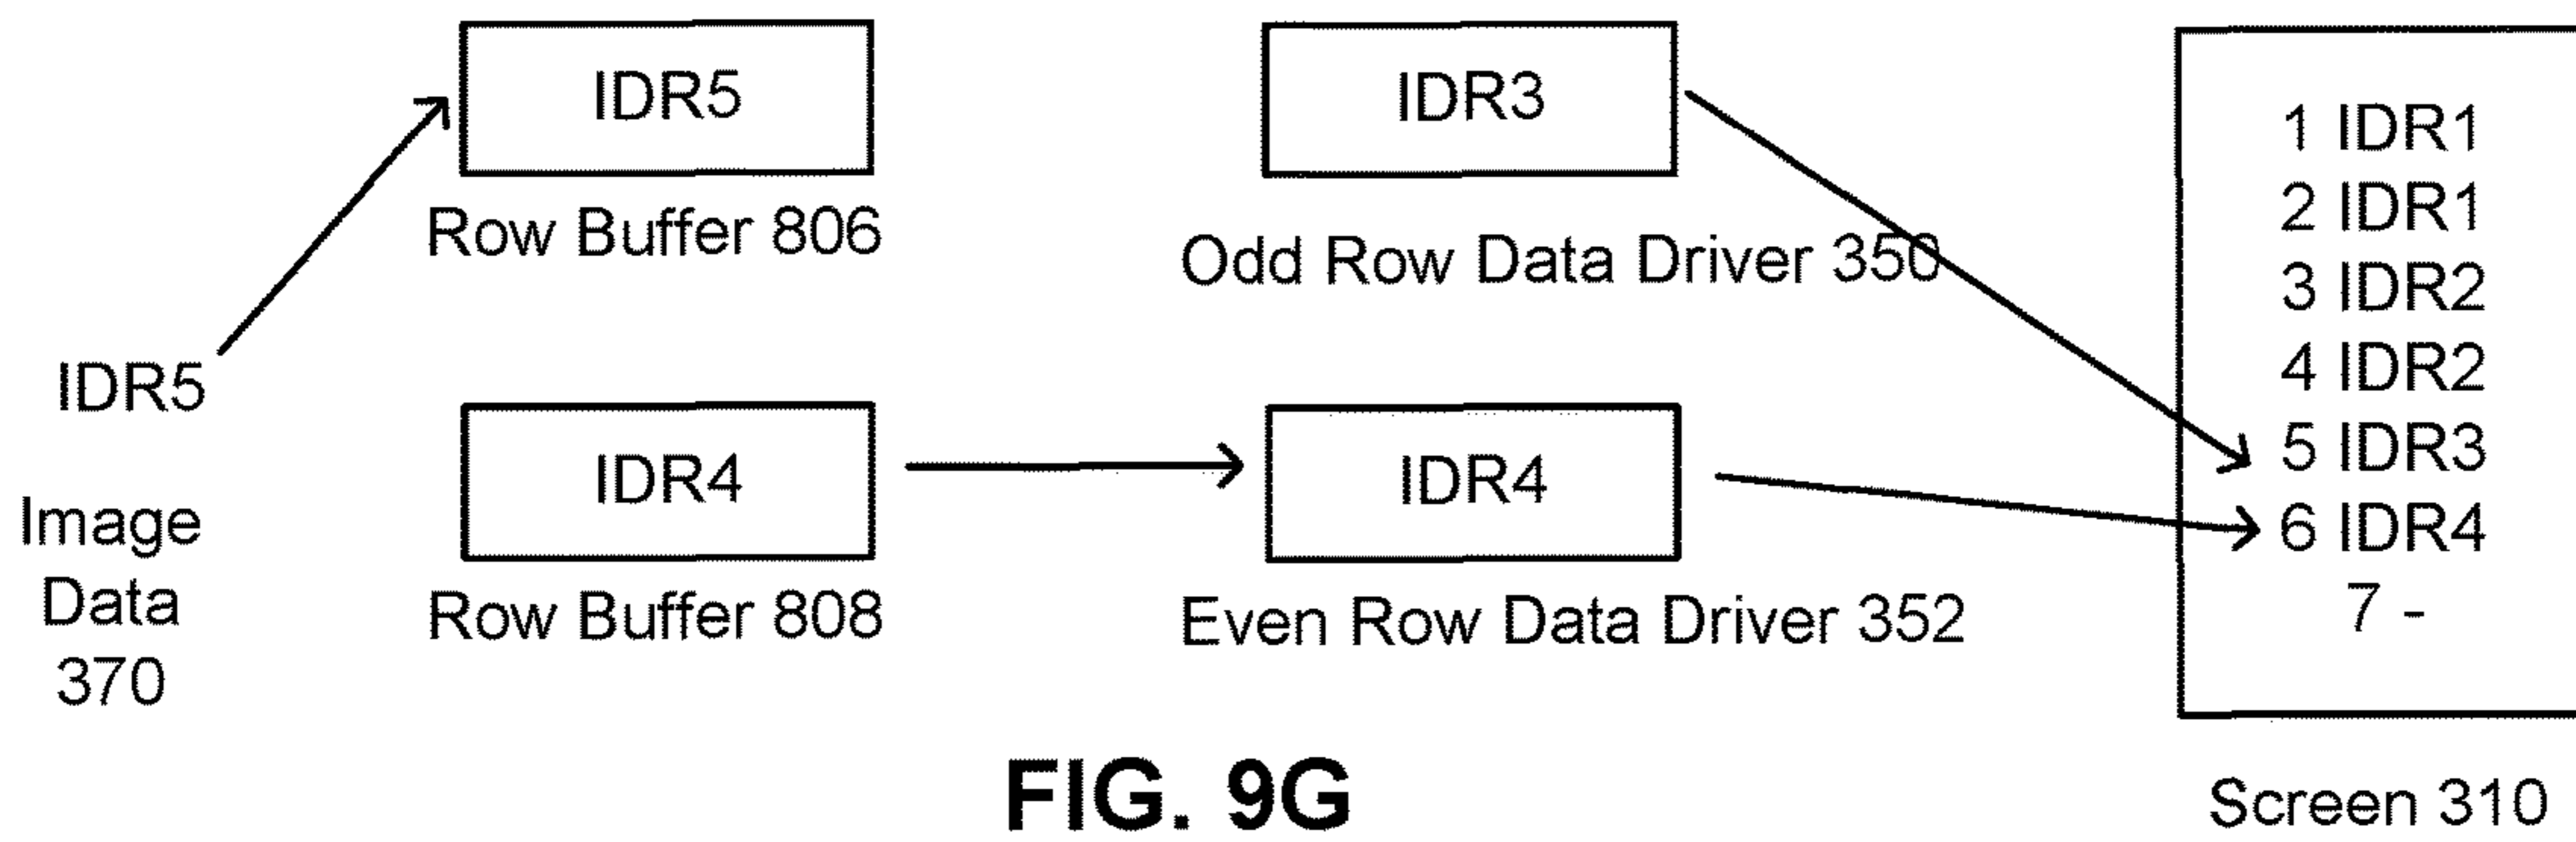 IDR5
Image
Data
370
IDR5
Row Buffer 806
IDR4
Row Buffer 808
IDR3
Odd Row Data Driver 350
IDR4
Even Row Data Driver 352
1 IDR1
2 IDR1
3 IDR2
4 IDR2
5 IDR3
6 IDR4
7 -
Screen 310
FIG. 9G